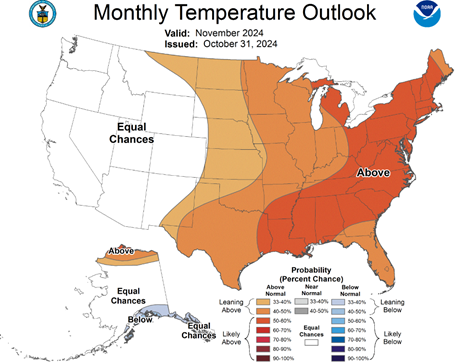 Monthly Temperature Outlook
Valid: November 2024
Issued: October 31, 2024
NOAA
Equal
Chances
Above
Above
Equal
Chances
Below
Equal
Chances
Probability
(Percent Chance)
Above
Normal
Near
Normal
Below
Normal
Leaning
Above
33-40%
33-40%
33-40%
Leaning
Below
40-50%
40-50%
40-50%
50-60%
50-60%
Likely
Above
60-70%
Equal
Chances
60-70%
Likely
Below
70-80%
70-80%
80-90%
80-90%
90-100%
90-100%